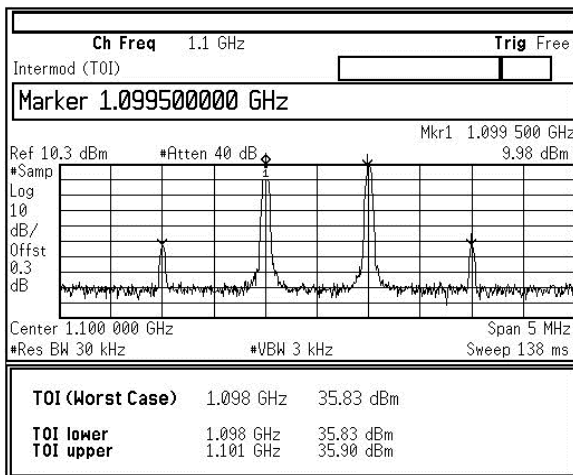 Ch Freq 1.1 GHz Trig Free
Intermod (TOI)
Marker 1.099500000 GHz
Mkr1 1.099 500 GHz
Ref 10.3 dBm #Atten 40 dB 9.98 dBm
#Samp
Log
10
dB/
Offst
0.3
dB
1
Center 1.100 000 GHz Span 5 MHz
#Res BW 30 kHz #VBW 3 kHz Sweep 138 ms
TOI (Worst Case) 1.098 GHz 35.83 dBm
TOI lower 1.098 GHz 35.83 dBm
TOI upper 1.101 GHz 35.90 dBm